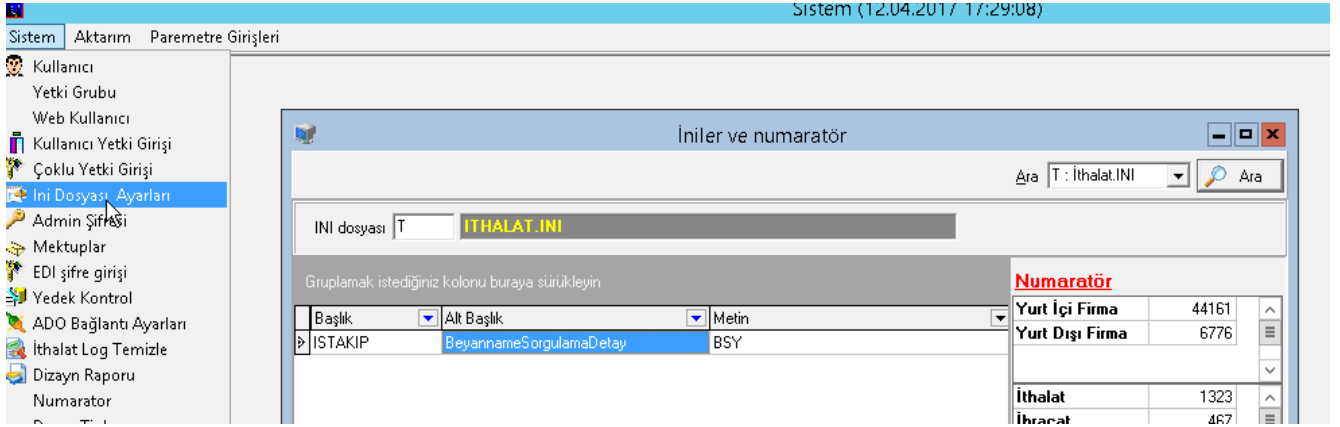 Sistem (12.04.2017 17:29:08)
Sistem Aktarım Paremetre Girişleri
Kullanıcı
Yetki Grubu
Web Kullanıcı
Kullanıcı Yetki Girişi
Çoklu Yetki Girişi
Ini Dosyası Ayarları
Admin Şifresi
Mektuplar
EDI şifre girişi
Yedek Kontrol
ADO Bağlantı Ayarları
İthalat Log Temizle
Dizayn Raporu
Numarator
İniler ve numaratör
Ara T : İthalat.INI Ara
INI dosyası T ITHALAT.INI
Gruplamak istediğiniz kolonu buraya sürükleyin
Başlık Alt Başlık Metin
ISTAKIP BeyannameSorgulamaDetay BSY
Numaratör
Yurt İçi Firma 44161
Yurt Dışı Firma 6776
İthalat 1323
İhracat 467